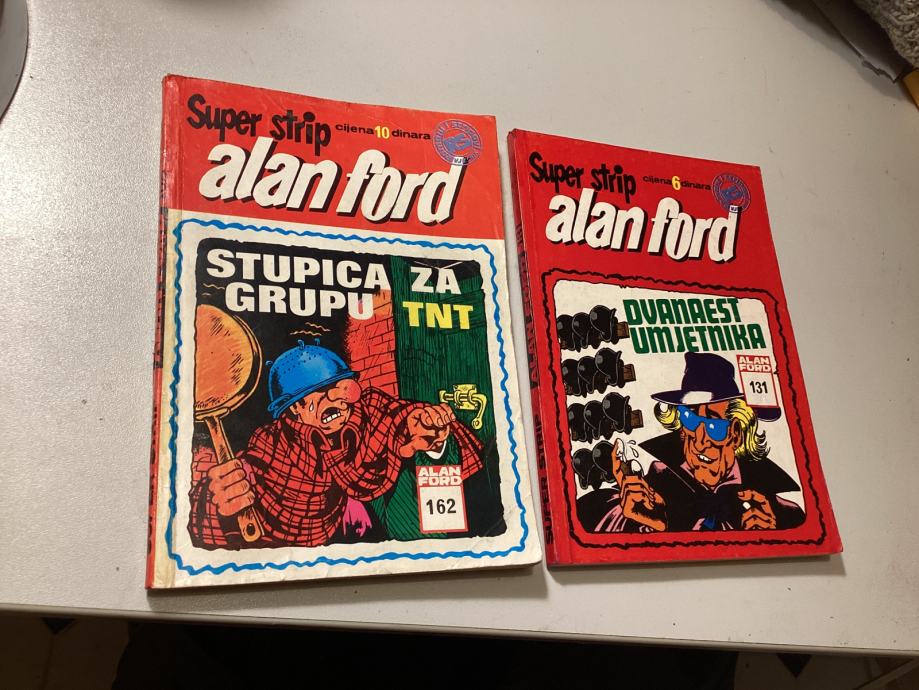 Super strip cijena 10 dinara
alan ford
STUPICA ZA
GRUPU TNT
ALAN
FORD
162
Super strip cijena 6 dinara
alan ford
DVANAEST
UMJETNIKA
ALAN
FORD
131